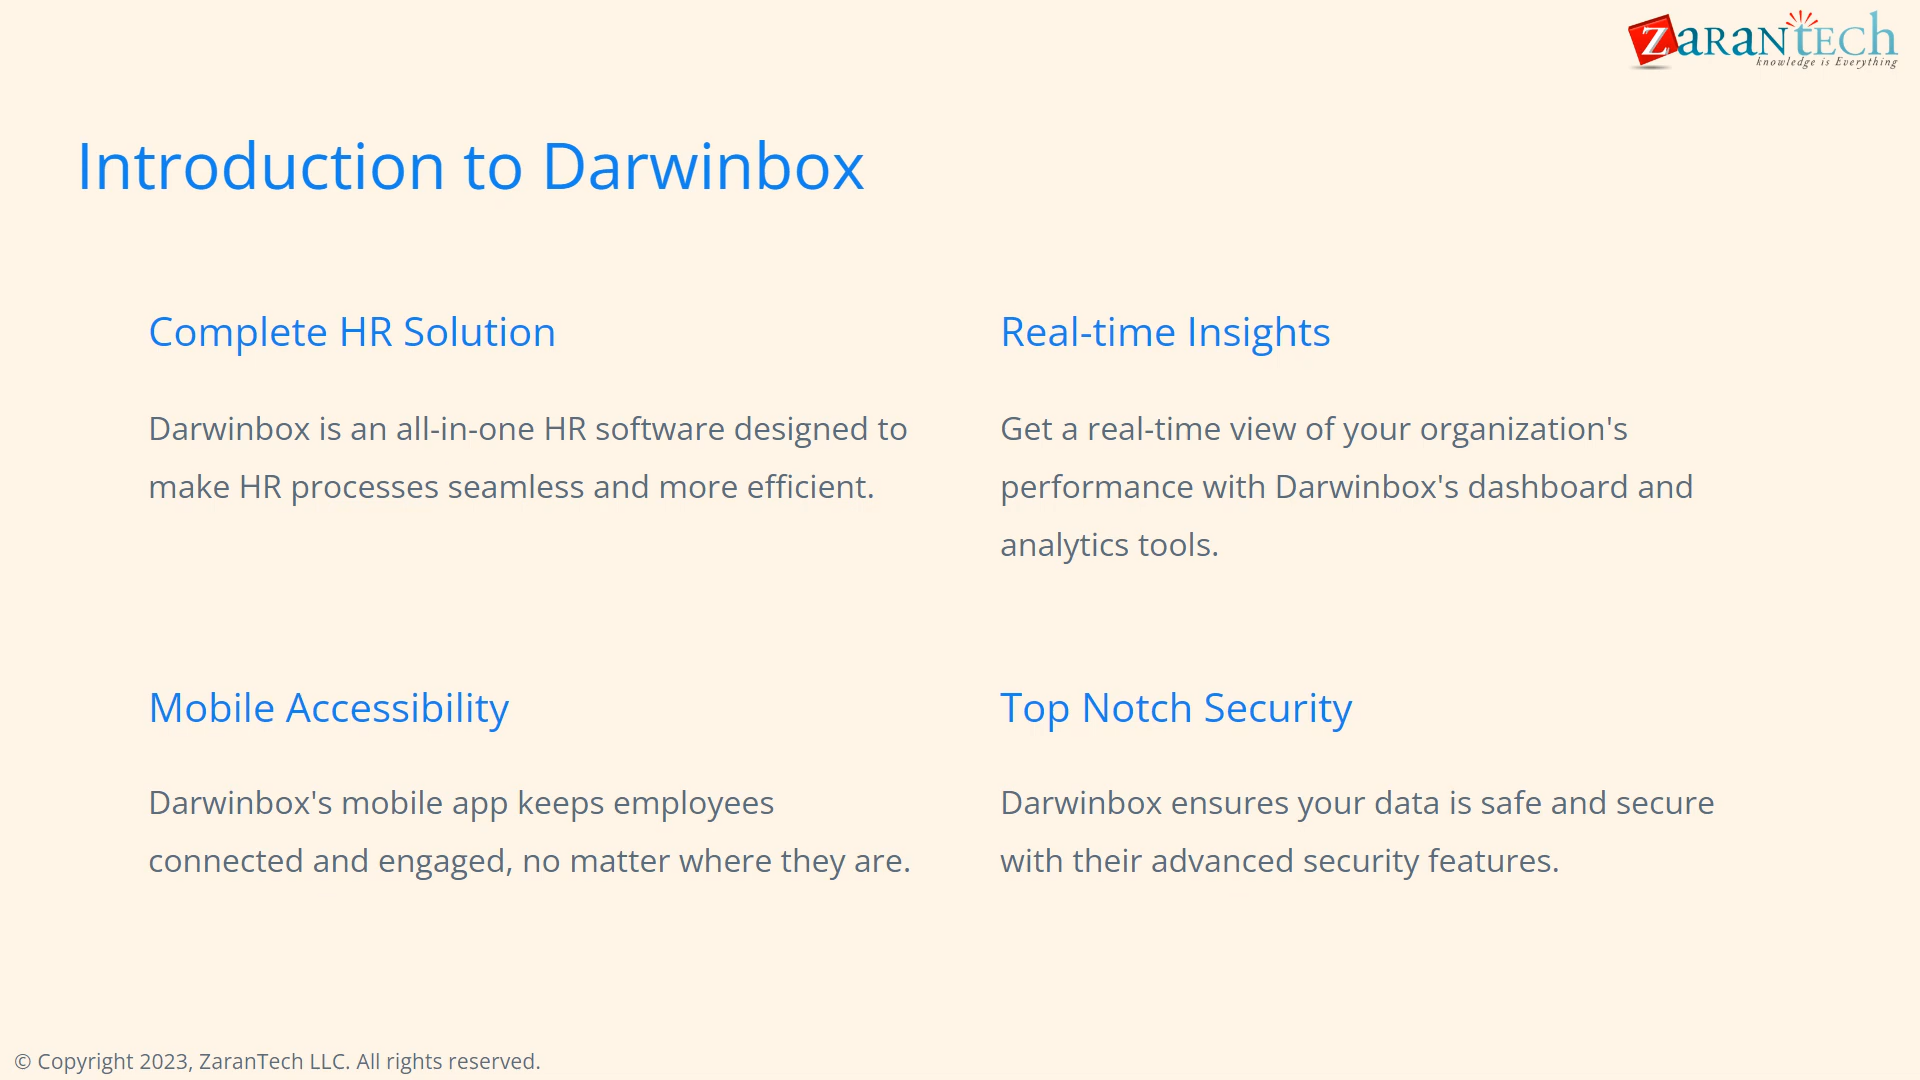 ZaranTech
knowledge is Everything
Introduction to Darwinbox
Complete HR Solution
Darwinbox is an all-in-one HR software designed to
make HR processes seamless and more efficient.
Real-time Insights
Get a real-time view of your organization's
performance with Darwinbox's dashboard and
analytics tools.
Mobile Accessibility
Darwinbox's mobile app keeps employees
connected and engaged, no matter where they are.
Top Notch Security
Darwinbox ensures your data is safe and secure
with their advanced security features.
© Copyright 2023, ZaranTech LLC. All rights reserved.